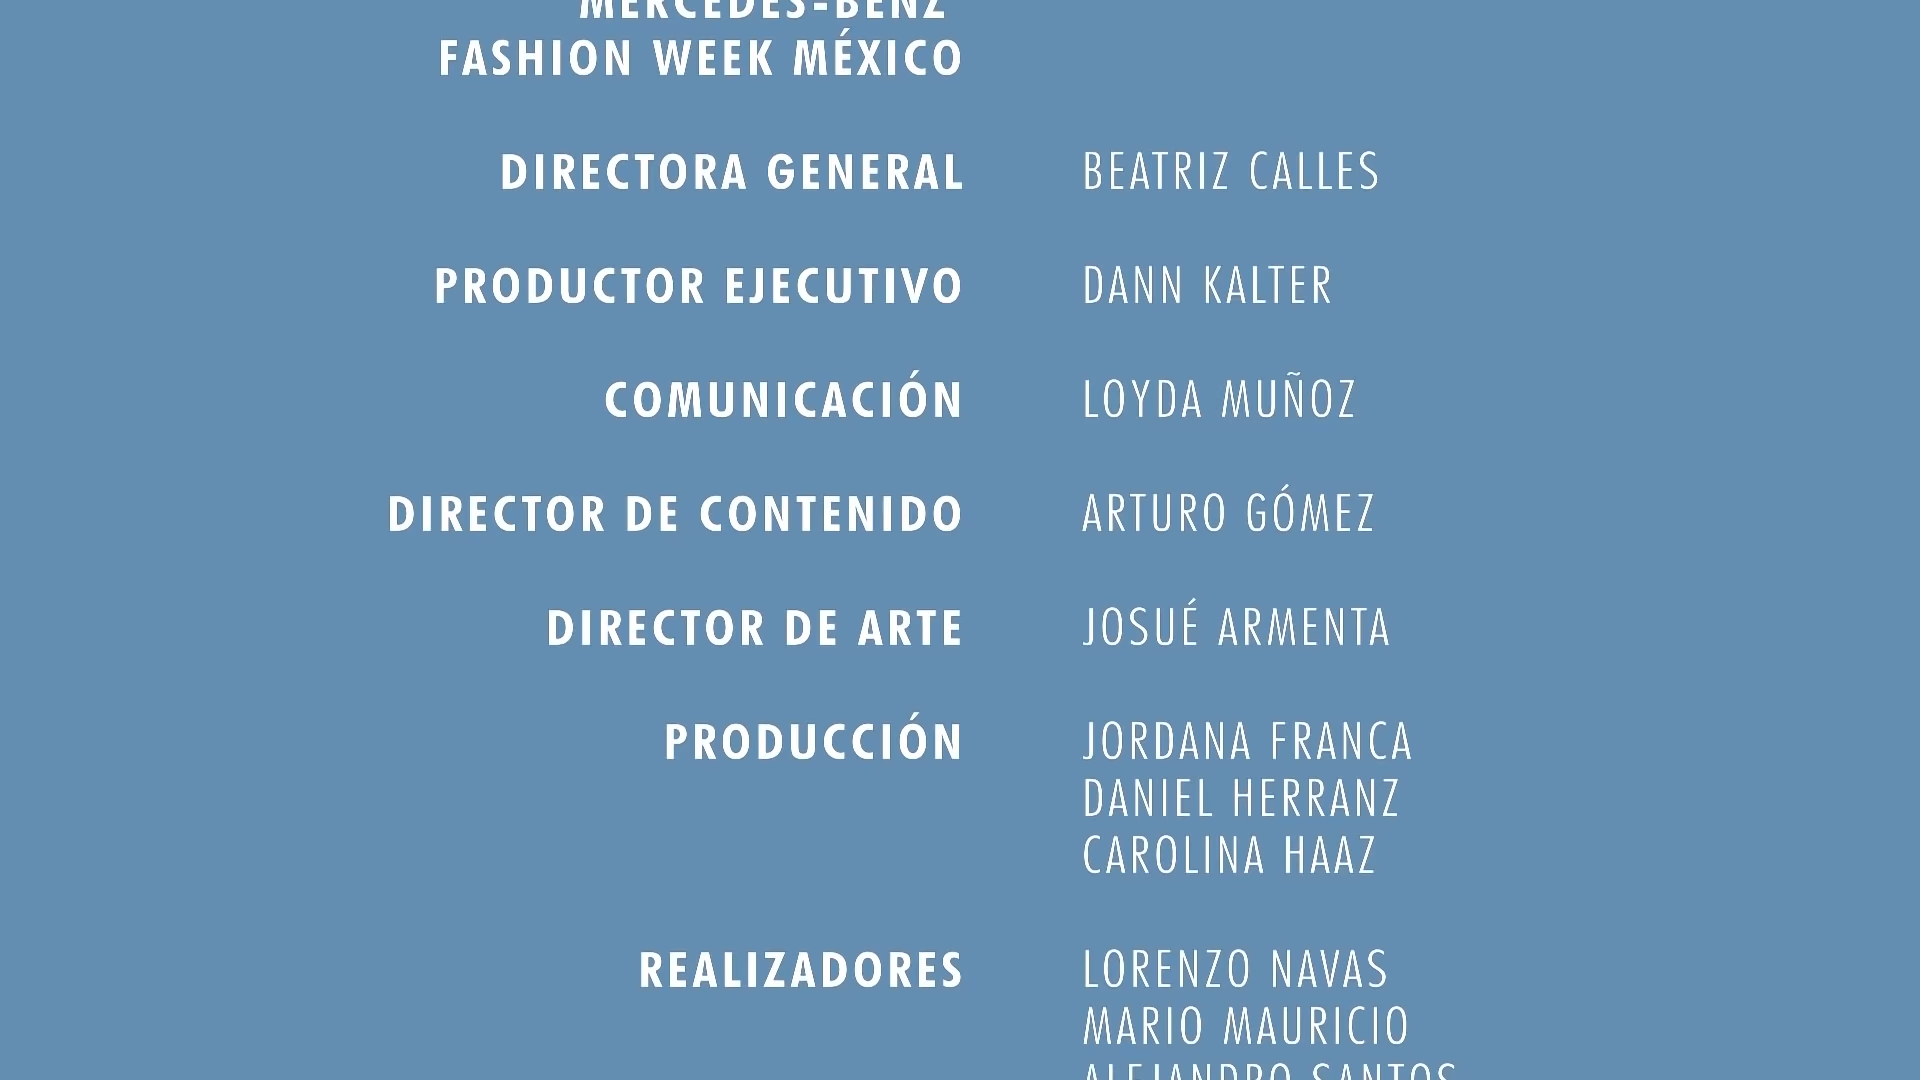 MERCEDES-BENZ
FASHION WEEK MÉXICO
DIRECTORA GENERAL BEATRIZ CALLES
PRODUCTOR EJECUTIVO DANN KALTER
COMUNICACIÓN LOYDA MUÑOZ
DIRECTOR DE CONTENIDO ARTURO GÓMEZ
DIRECTOR DE ARTE JOSUÉ ARMENTA
PRODUCCIÓN JORDANA FRANCA
DANIEL HERRANZ
CAROLINA HAAZ
REALIZADORES LORENZO NAVAS
MARIO MAURICIO
ALEJANDRO SANTOS